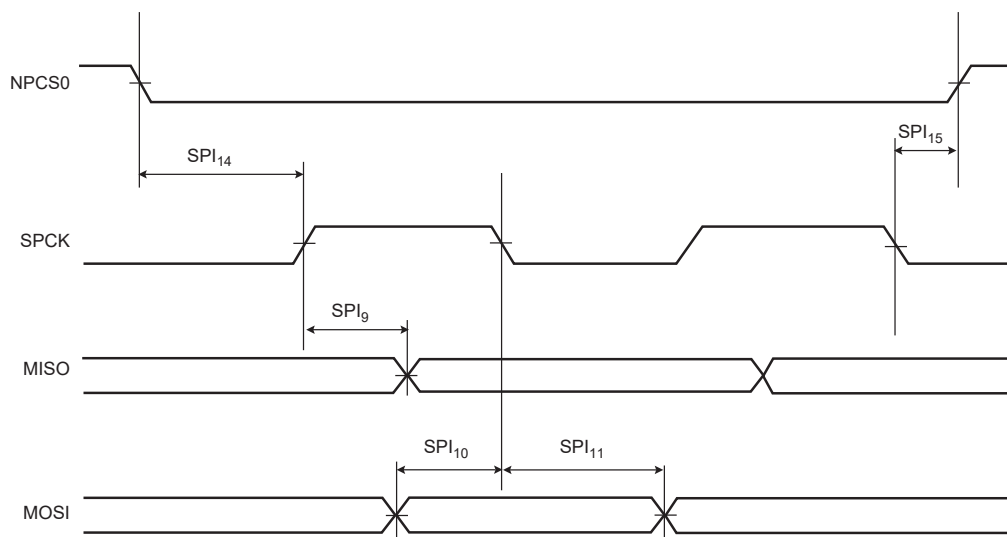 NPCS0
SPI15
SPI14
SPCK
SPI9
MISO
SPI10 SPI11
MOSI